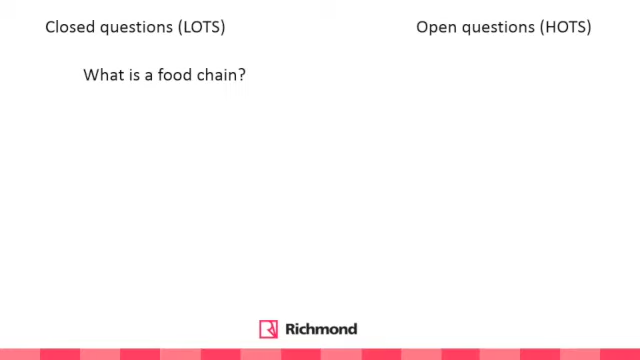 Closed questions (LOTS)
Open questions (HOTS)
What is a food chain?
Richmond